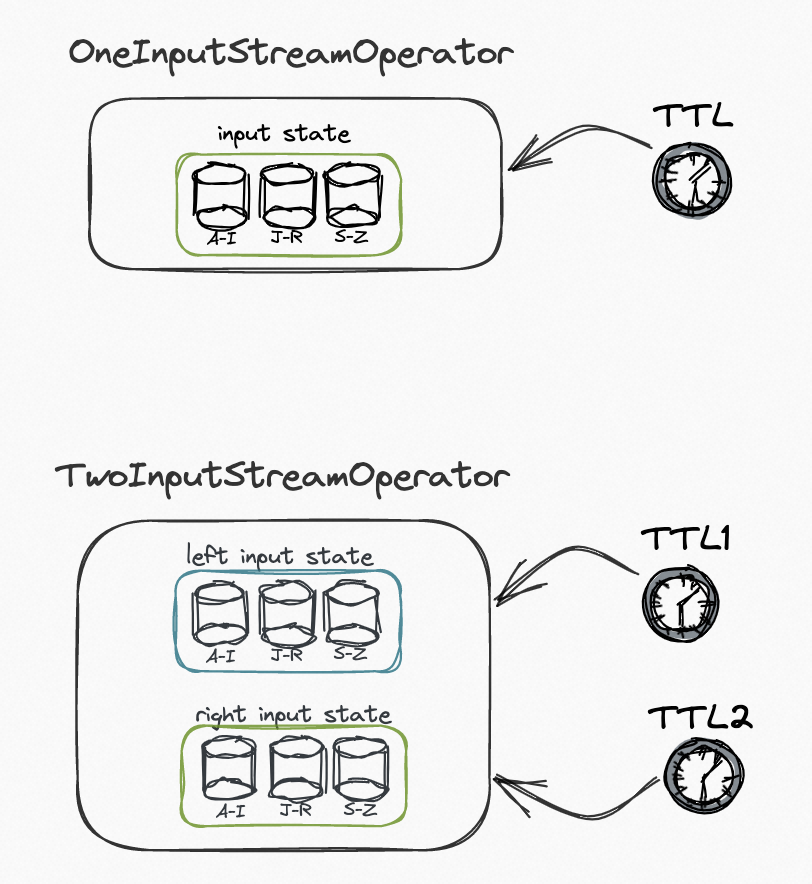 OneInputStreamOperator
input state
TTL
A-I J-R S-Z
TwoInputStreamOperator
left input state
TTL1
A-I J-R S-Z
right input state
TTL2
A-I J-R S-Z